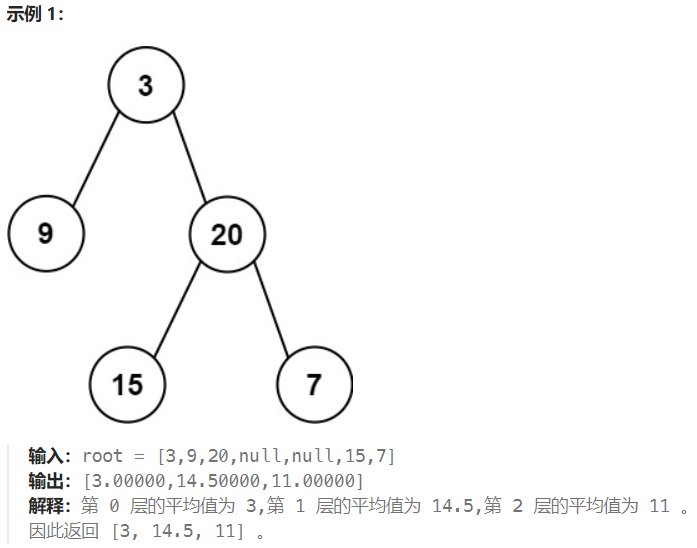 示例 1:
3
9
20
15
7
输入: root = [3,9,20,null,null,15,7]
输出: [3.00000,14.50000,11.00000]
解释: 第 0 层的平均值为 3,第 1 层的平均值为 14.5,第 2 层的平均值为 11 。
因此返回 [3, 14.5, 11] 。